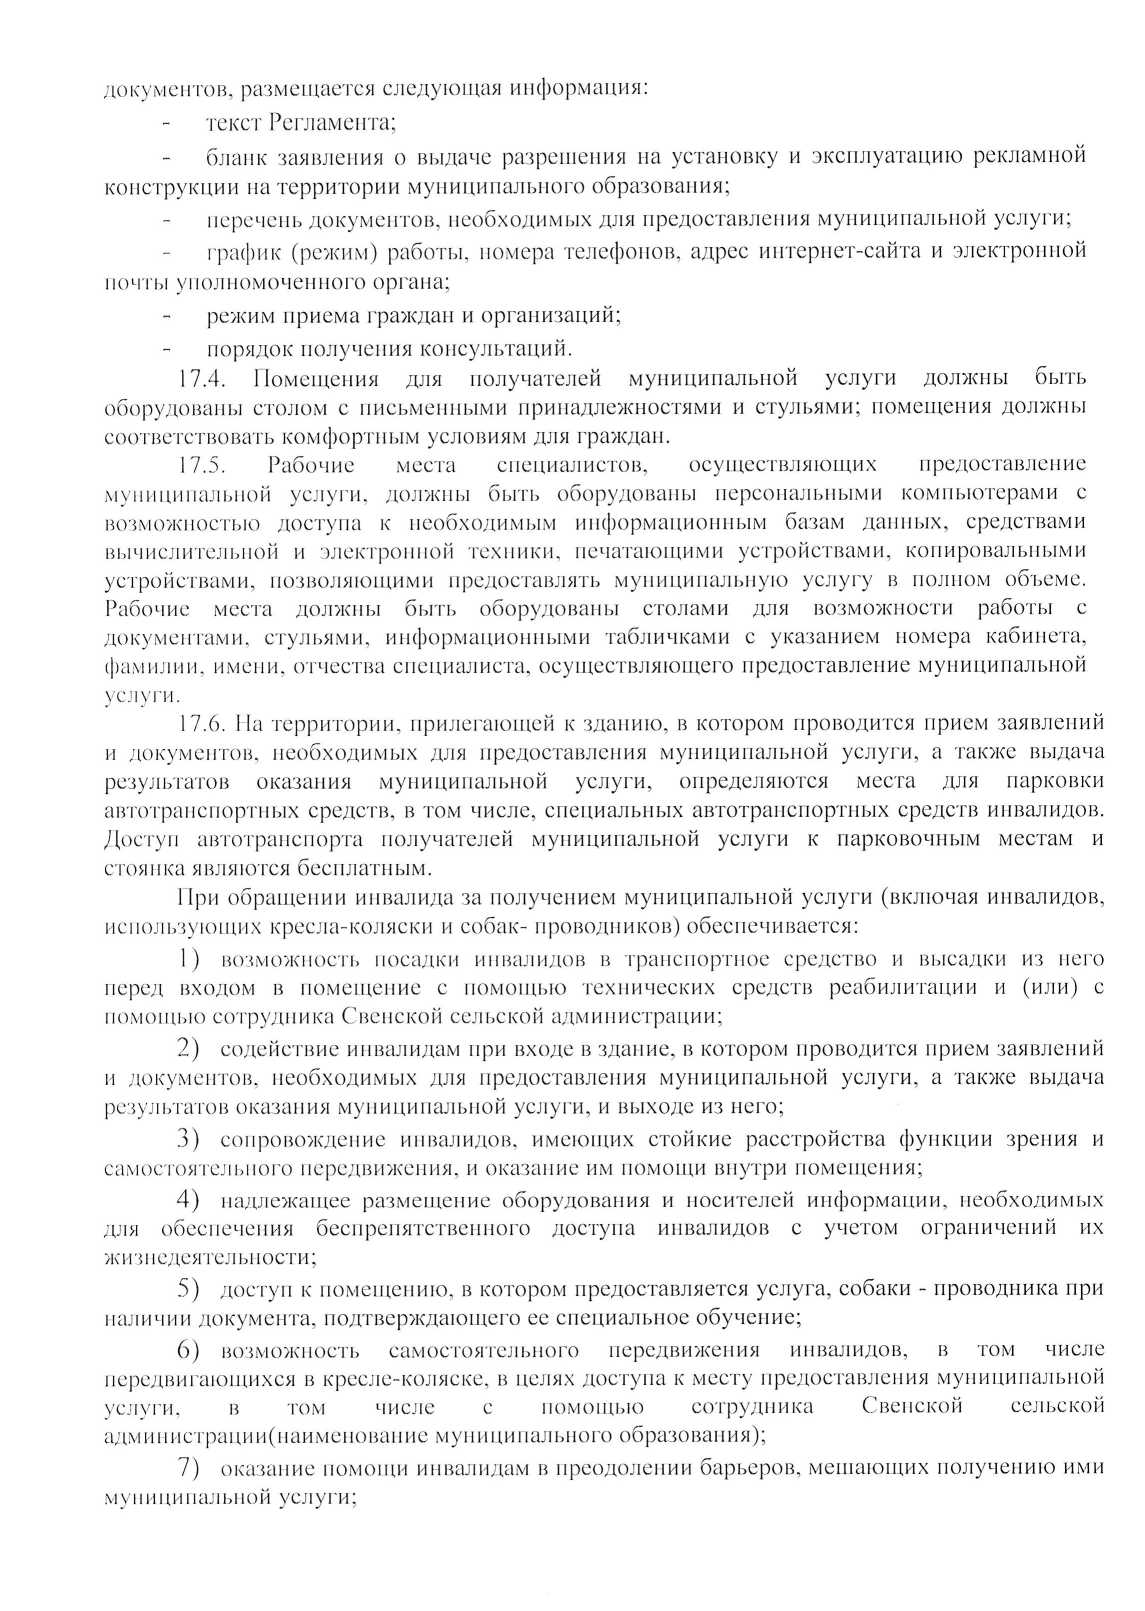 документов, размещается следующая информация:
- текст Регламента;
- бланк заявления о выдаче разрешения на установку и эксплуатацию рекламной
конструкции на территории муниципального образования;
- перечень документов, необходимых для предоставления муниципальной услуги;
- график (режим) работы, номера телефонов, адрес интернет-сайта и электронной
почты уполномоченного органа;
- режим приема граждан и организаций;
- порядок получения консультаций.
17.4. Помещения для получателей муниципальной услуги должны быть
оборудованы столом с письменными принадлежностями и стульями; помещения должны
соответствовать комфортным условиям для граждан.
17.5. Рабочие места специалистов, осуществляющих предоставление
муниципальной услуги, должны быть оборудованы персональными компьютерами с
возможностью доступа к необходимым информационным базам данных, средствами
вычислительной и электронной техники, печатающими устройствами, копировальными
устройствами, позволяющими предоставлять муниципальную услугу в полном объеме.
Рабочие места должны быть оборудованы столами для возможности работы с
документами, стульями, информационными табличками с указанием номера кабинета,
фамилии, имени, отчества специалиста, осуществляющего предоставление муниципальной
услуги.
17.6. На территории, прилегающей к зданию, в котором проводится прием заявлений
и документов, необходимых для предоставления муниципальной услуги, а также выдача
результатов оказания муниципальной услуги, определяются места для парковки
автотранспортных средств, в том числе, специальных автотранспортных средств инвалидов.
Доступ автотранспорта получателей муниципальной услуги к парковочным местам и
стоянка являются бесплатным.
При обращении инвалида за получением муниципальной услуги (включая инвалидов,
использующих кресла-коляски и собак- проводников) обеспечивается:
1) возможность посадки инвалидов в транспортное средство и высадки из него
перед входом в помещение с помощью технических средств реабилитации и (или) с
помощью сотрудника Свенской сельской администрации;
2) содействие инвалидам при входе в здание, в котором проводится прием заявлений
и документов, необходимых для предоставления муниципальной услуги, а также выдача
результатов оказания муниципальной услуги, и выходе из него;
3) сопровождение инвалидов, имеющих стойкие расстройства функции зрения и
самостоятельного передвижения, и оказание им помощи внутри помещения;
4) надлежащее размещение оборудования и носителей информации, необходимых
для обеспечения беспрепятственного доступа инвалидов с учетом ограничений их
жизнедеятельности;
5) доступ к помещению, в котором предоставляется услуга, собаки - проводника при
наличии документа, подтверждающего ее специальное обучение;
6) возможность самостоятельного передвижения инвалидов, в том числе
передвигающихся в кресле-коляске, в целях доступа к месту предоставления муниципальной
услуги, в том числе с помощью сотрудника Свенской сельской
администрации(наименование муниципального образования);
7) оказание помощи инвалидам в преодолении барьеров, мешающих получению ими
муниципальной услуги;